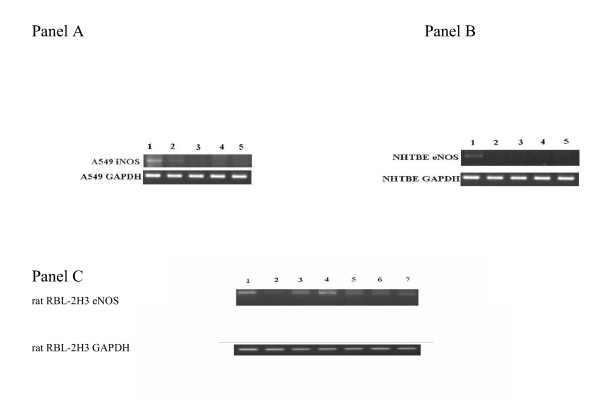 Panel A
Panel B
1 2 3 4 5
A549 iNOS
A549 GAPDH
1 2 3 4 5
NHTBE eNOS
NHTBE GAPDH
Panel C
1 2 3 4 5 6 7
rat RBL-2H3 eNOS
rat RBL-2H3 GAPDH